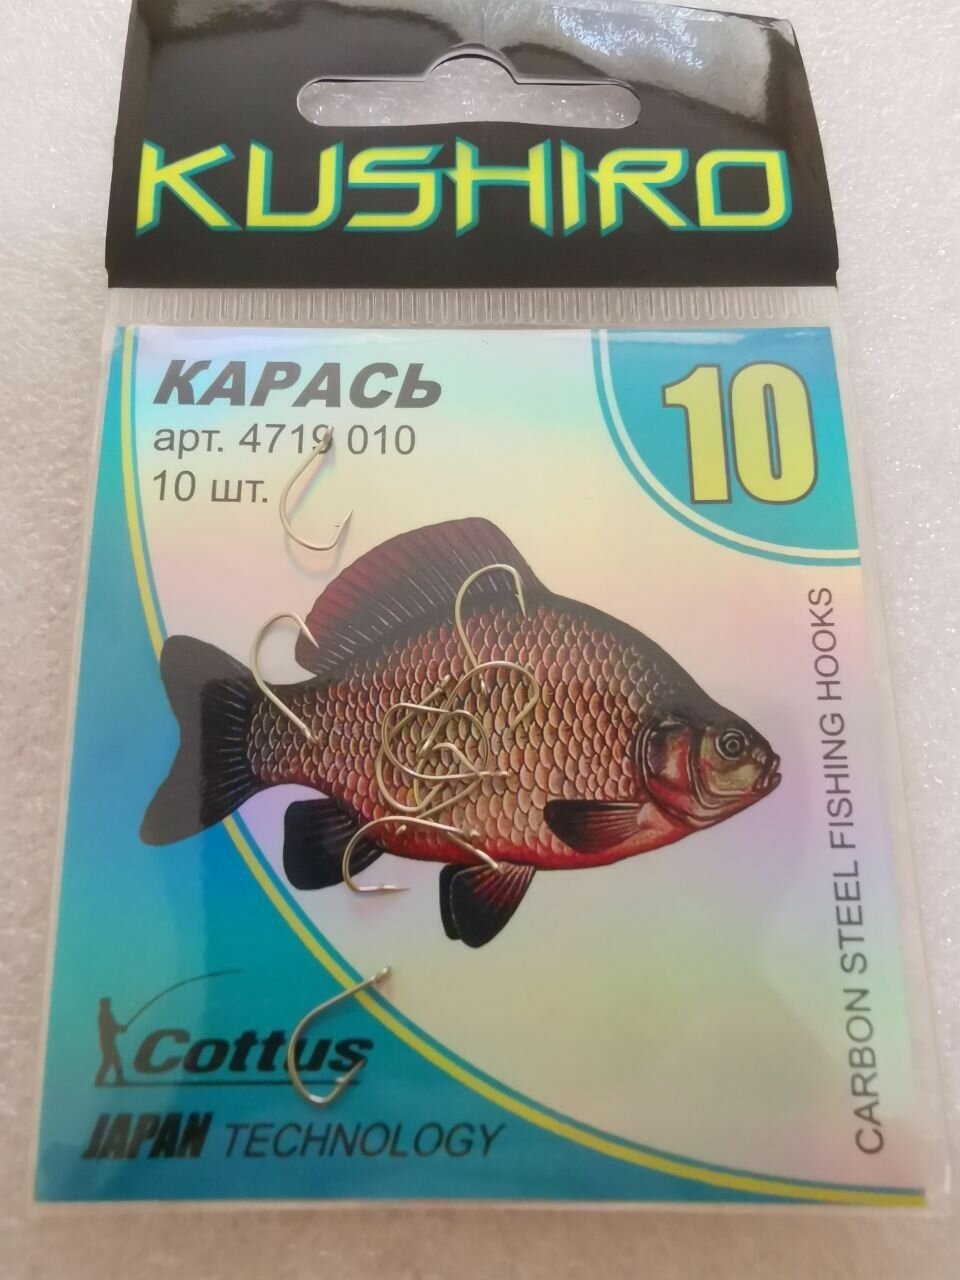 KUSHIRO
КАРАСЬ
арт. 4719 010
10 шт.
10
CARBON STEEL FISHING HOOKS
Cottus
JAPAN TECHNOLOGY